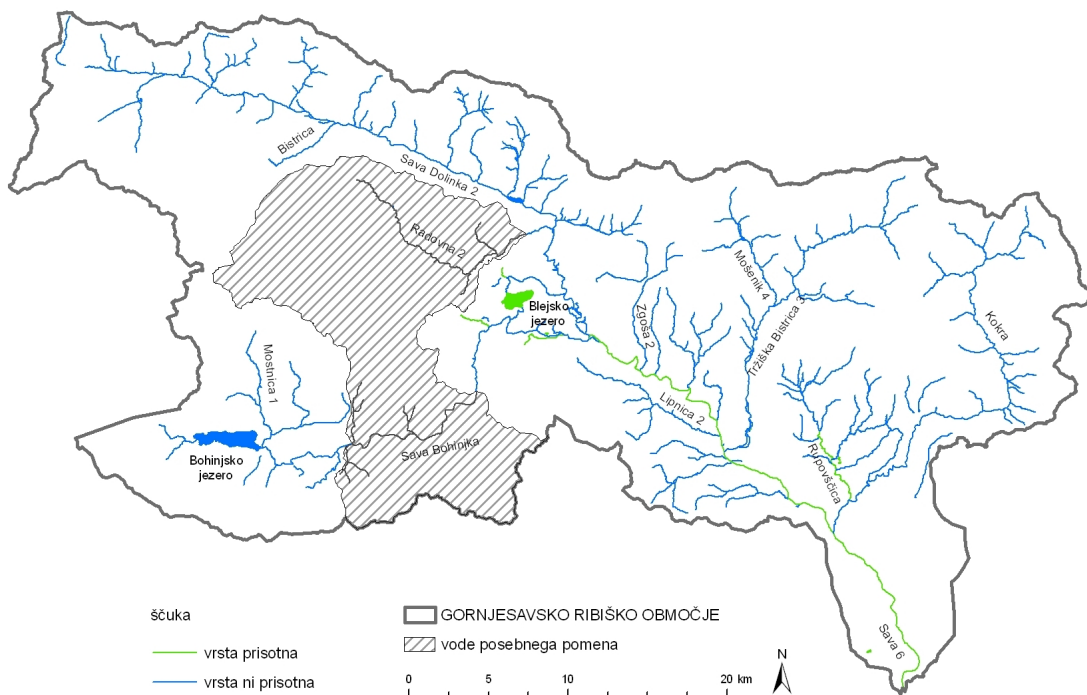 Bistrica
Sava Dolinka 2
Radovna 2
Blejsko
jezero
Zgoša 2
Mošenik 4
Tržiška Bistrica 3
Kokra
Mostnica 1
Lipnica 2
Bohinjsko
jezero
Sava Bohinjka
Rupovščica
Sava 6
ščuka
vrsta prisotna
vrsta ni prisotna
GORNJESAVSKO RIBIŠKO OBMOČJE
vode posebnega pomena
0 5 10 20 km
N